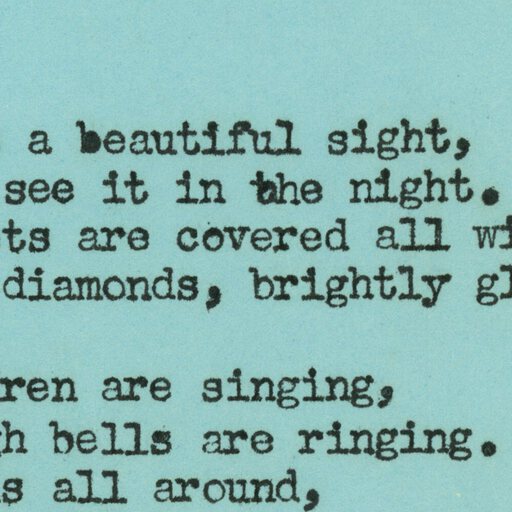 a beautiful sight,
see it in the night.
ts are covered all wi
diamonds, brightly gl
ren are singing,
h bells are ringing.
s all around,